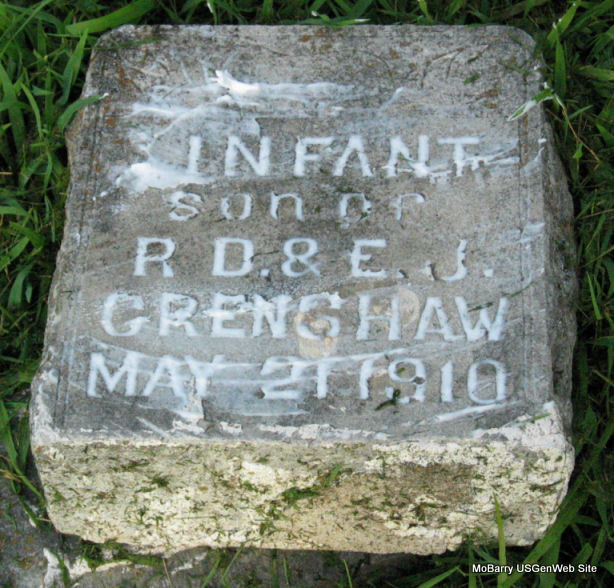 INFANT
SON OF
R D. & E. J.
CRENSHAW
MAY 21 1910
MoBarry USGenWeb Site